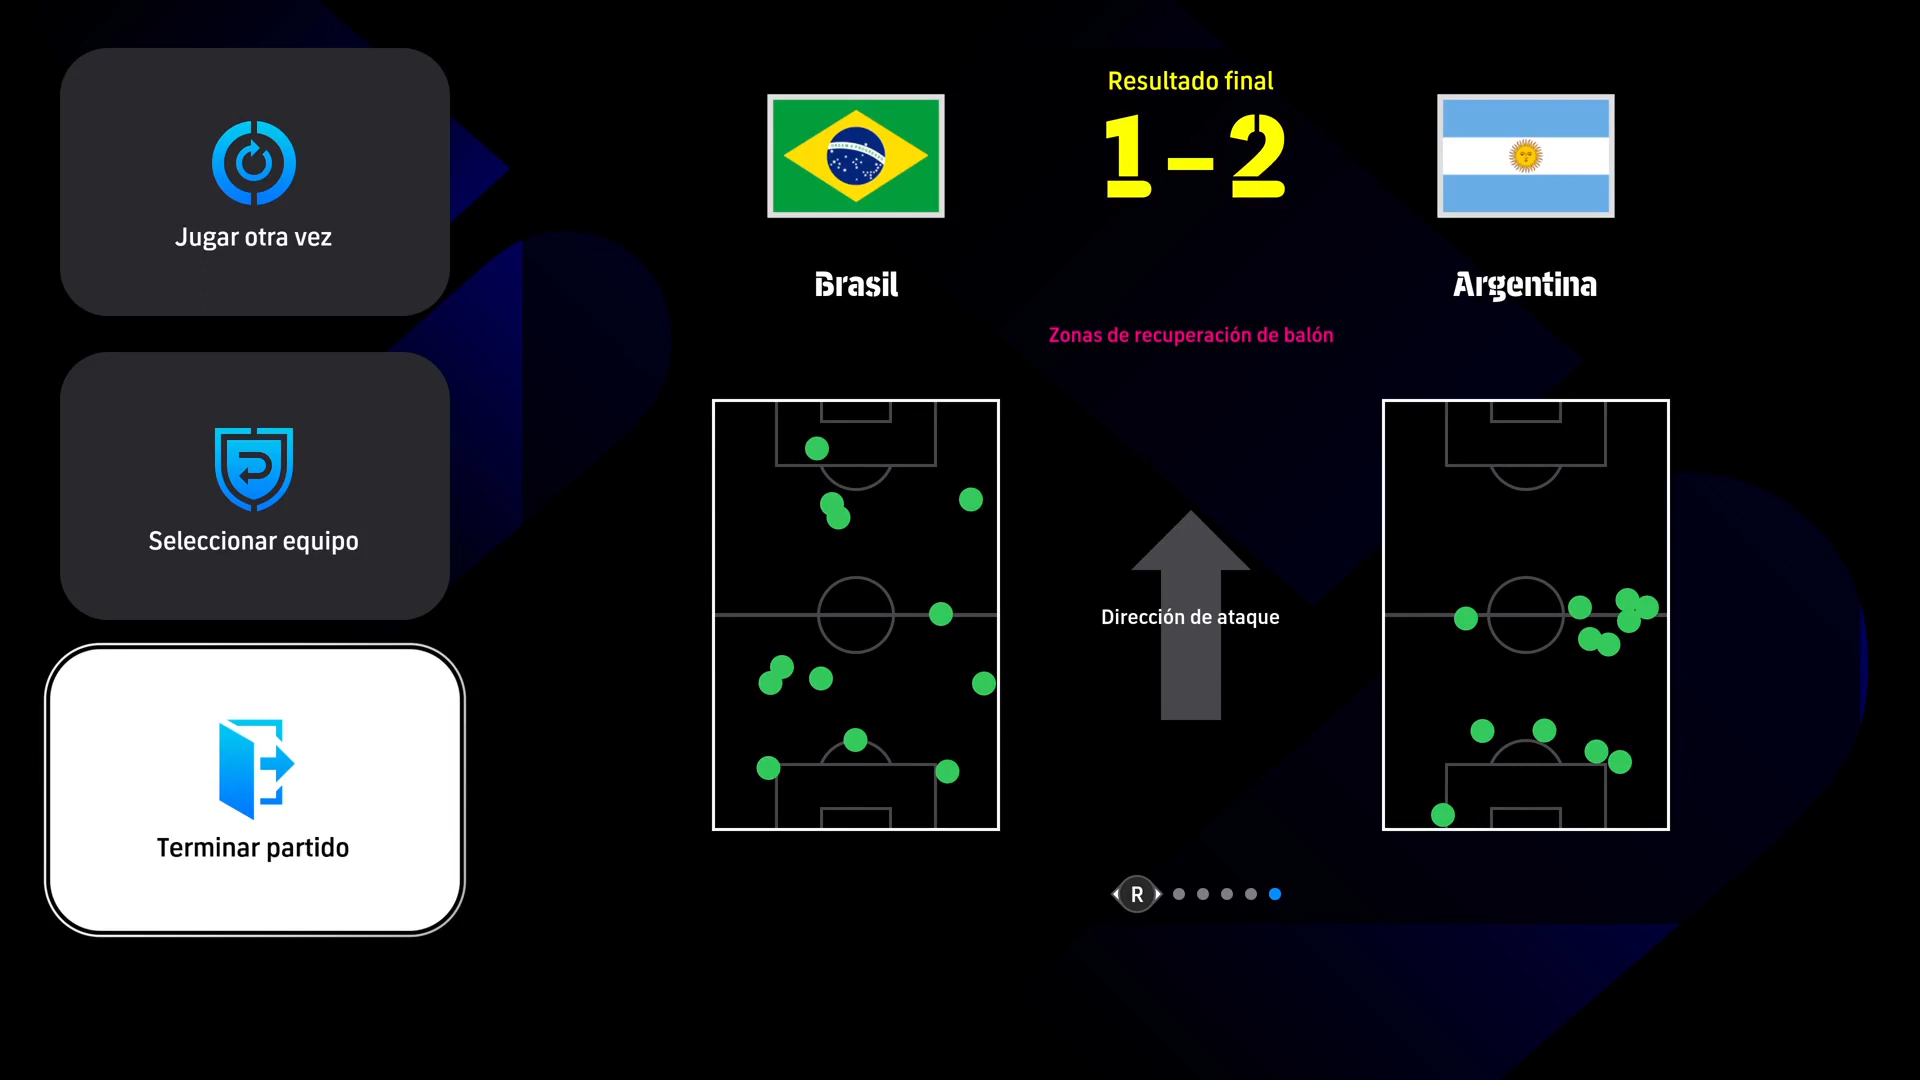 Jugar otra vez
Seleccionar equipo
Terminar partido
Resultado final
1-2
Brasil
Argentina
Zonas de recuperación de balón
Dirección de ataque
R